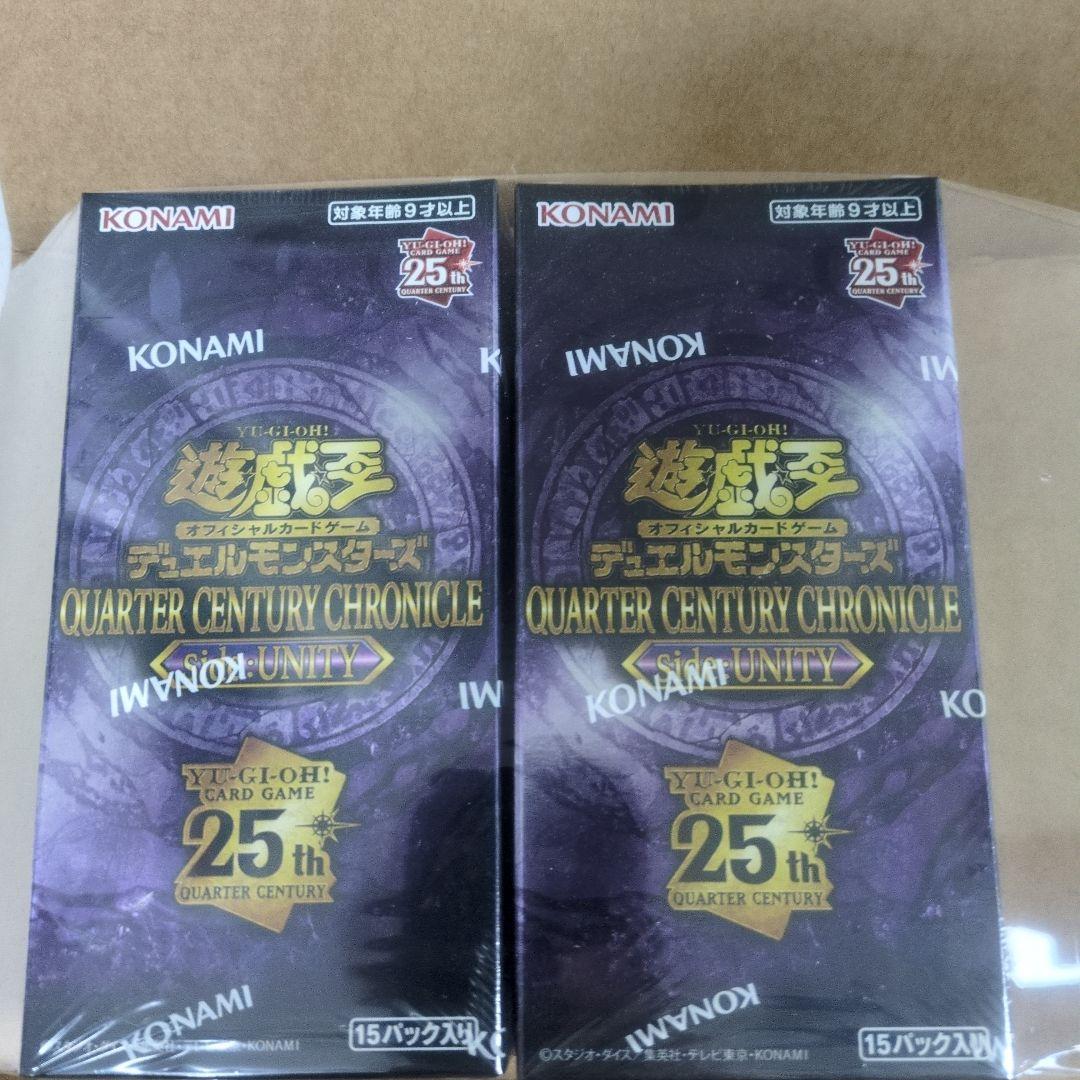 KONAMI
対象年齢9才以上
YU-GI-OH!
CARD GAME
25th
QUARTER CENTURY
KONAMI
YU-GI-OH!
遊戯王
オフィシャルカードゲーム
デュエルモンスターズ
QUARTER CENTURY CHRONICLE
side:UNITY
KONAMI
YU-GI-OH!
CARD GAME
25th
QUARTER CENTURY
KONAMI
15パック入り
KONAMI
対象年齢9才以上
YU-GI-OH!
CARD GAME
25th
QUARTER CENTURY
KONAMI
YU-GI-OH!
遊戯王
オフィシャルカードゲーム
デュエルモンスターズ
QUARTER CENTURY CHRONICLE
side:UNITY
KONAMI
YU-GI-OH!
CARD GAME
25th
QUARTER CENTURY
KONAMI
©スタジオ・ダイス/集英社・テレビ東京・KONAMI
15パック入り